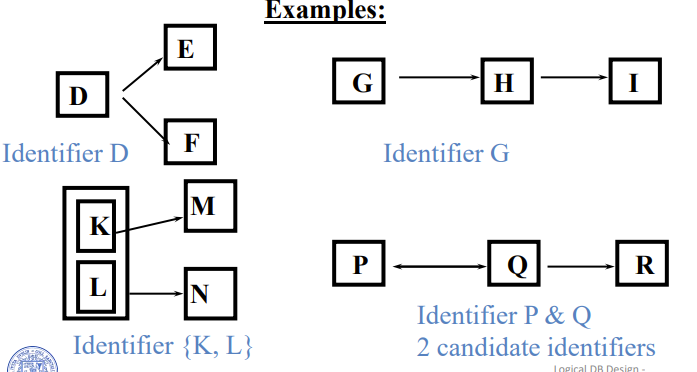 Examples:
E
D
F
Identifier D
G
H
I
Identifier G
K
M
L
N
Identifier {K, L}
P
Q
R
Identifier P & Q
2 candidate identifiers
Logical DB Design -